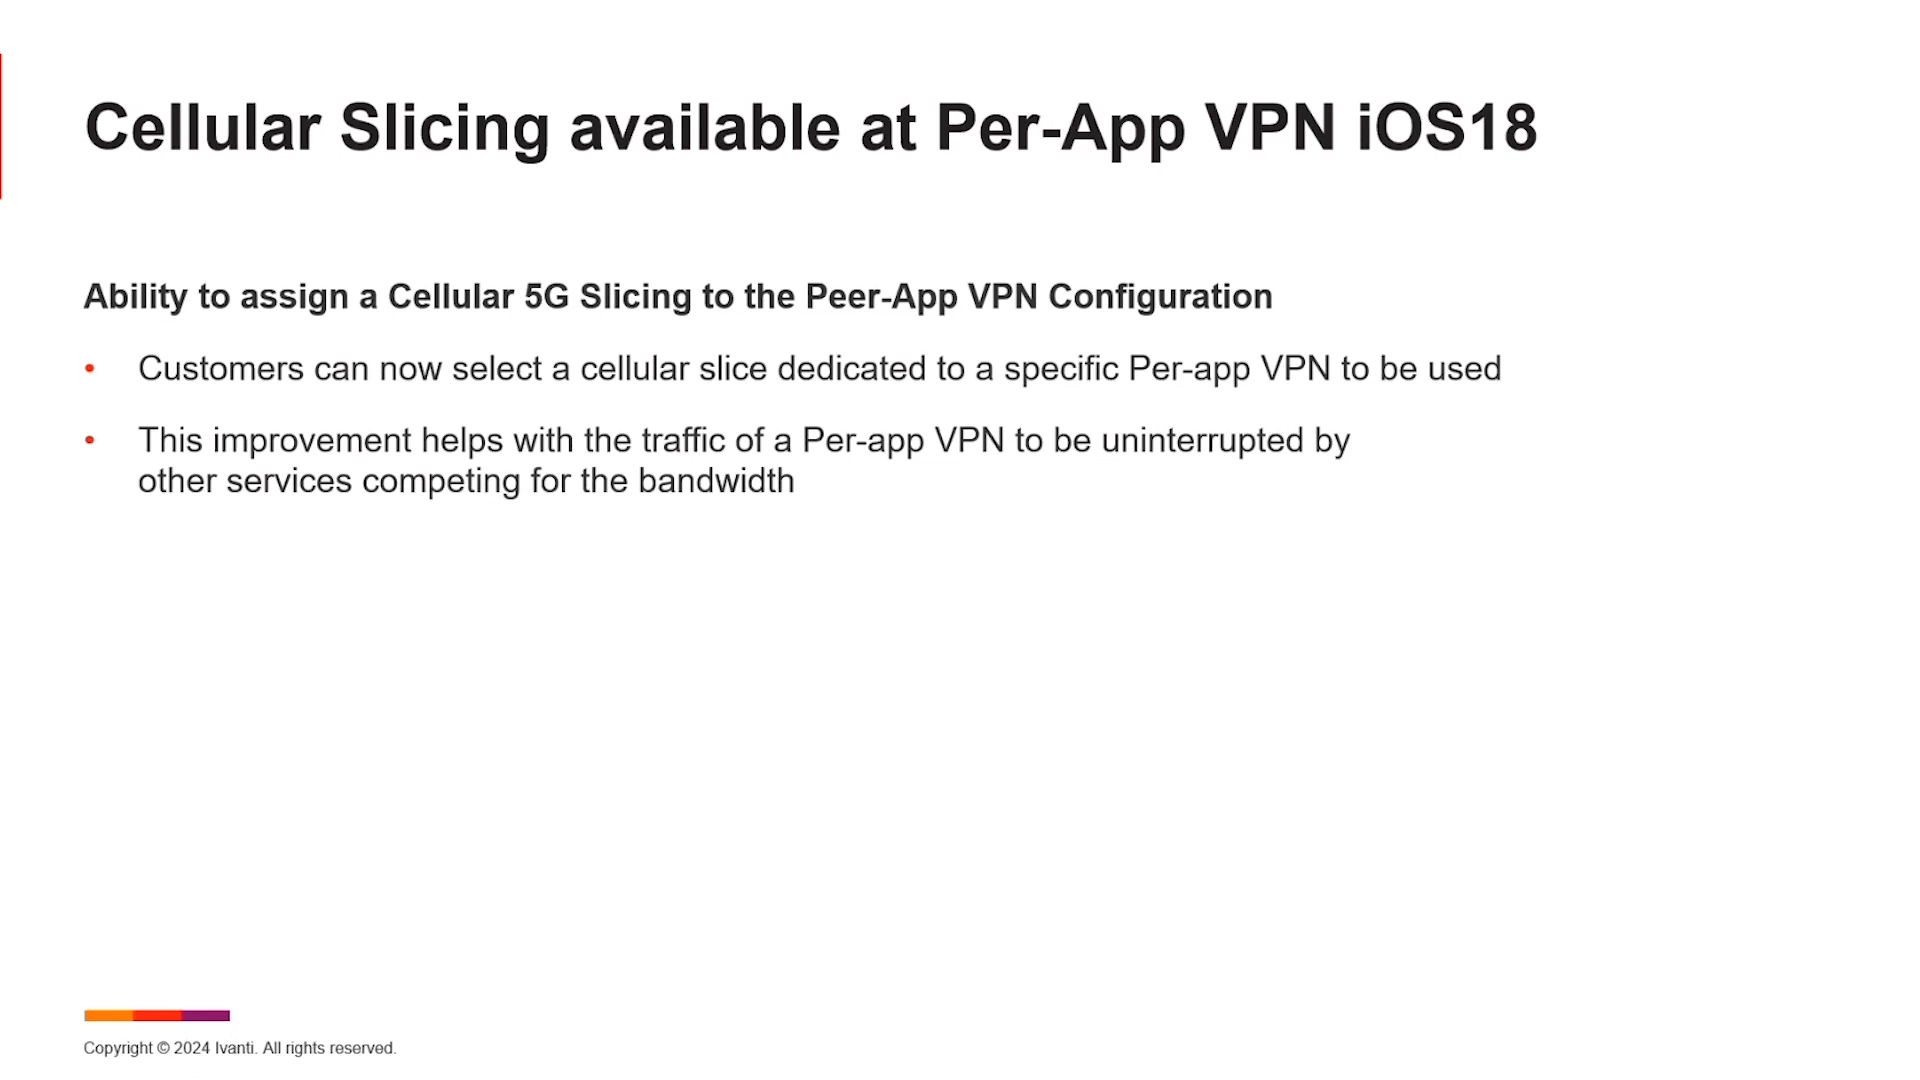 Cellular Slicing available at Per-App VPN iOS18
Ability to assign a Cellular 5G Slicing to the Peer-App VPN Configuration
• Customers can now select a cellular slice dedicated to a specific Per-app VPN to be used
• This improvement helps with the traffic of a Per-app VPN to be uninterrupted by
other services competing for the bandwidth
Copyright © 2024 Ivanti. All rights reserved.